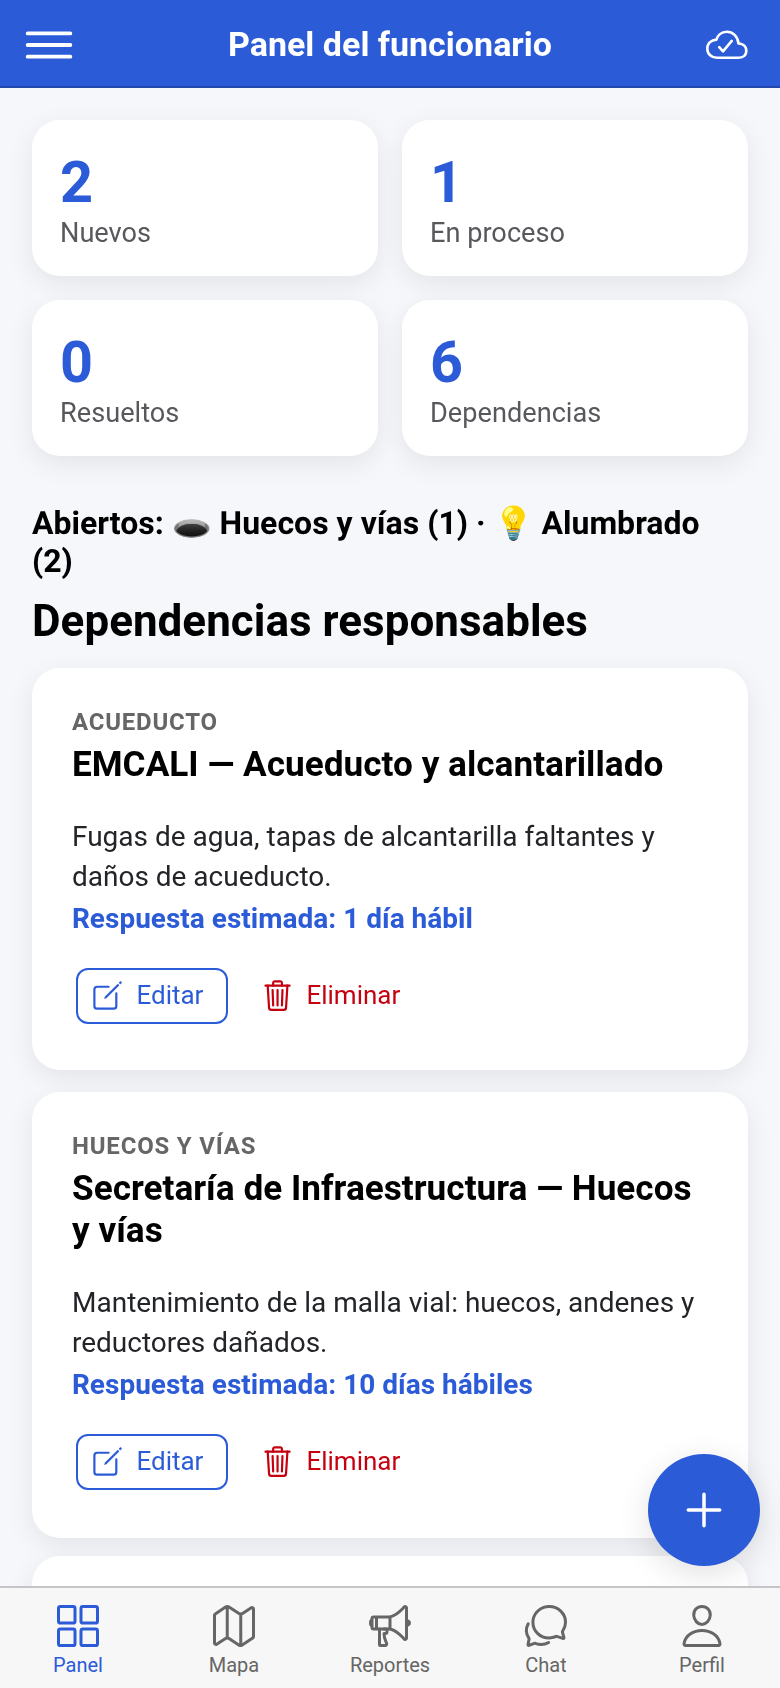 Panel del funcionario
2
Nuevos
1
En proceso
0
Resueltos
6
Dependencias
Abiertos: 🕳️ Huecos y vías (1) · 💡 Alumbrado
(2)
Dependencias responsables
ACUEDUCTO
EMCALI — Acueducto y alcantarillado
Fugas de agua, tapas de alcantarilla faltantes y
daños de acueducto.
Respuesta estimada: 1 día hábil
Editar
Eliminar
HUECOS Y VÍAS
Secretaría de Infraestructura — Huecos
y vías
Mantenimiento de la malla vial: huecos, andenes y
reductores dañados.
Respuesta estimada: 10 días hábiles
Editar
Eliminar
Panel
Mapa
Reportes
Chat
Perfil